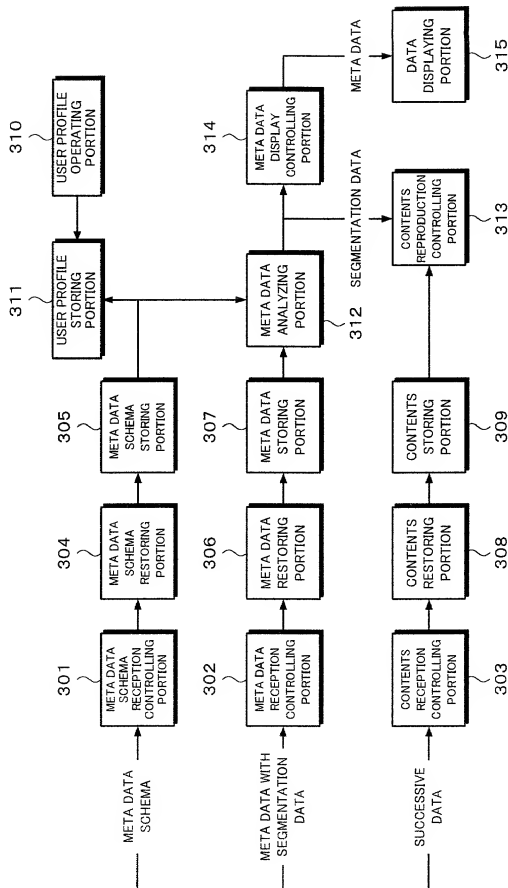 META DATA
SCHEMA
301
META DATA
SCHEMA
RECEPTION
CONTROLLING
PORTION
304
META DATA
SCHEMA
RESTORING
PORTION
305
META DATA
SCHEMA
STORING
PORTION
311
USER PROFILE
STORING
PORTION
310
USER PROFILE
OPERATING
PORTION
META DATA WITH
SEGMENTATION
DATA
302
META DATA
RECEPTION
CONTROLLING
PORTION
306
META DATA
RESTORING
PORTION
307
META DATA
STORING
PORTION
META DATA
ANALYZING
PORTION
312
314
META DATA
DISPLAY
CONTROLLING
PORTION
SEGMENTATION DATA
META DATA
SUCCESSIVE
DATA
CONTENTS
RECEPTION
CONTROLLING
PORTION
303
CONTENTS
RESTORING
PORTION
308
CONTENTS
STORING
PORTION
309
CONTENTS
REPRODUCTION
CONTROLLING
PORTION
313
DATA
DISPLAYING
PORTION
315